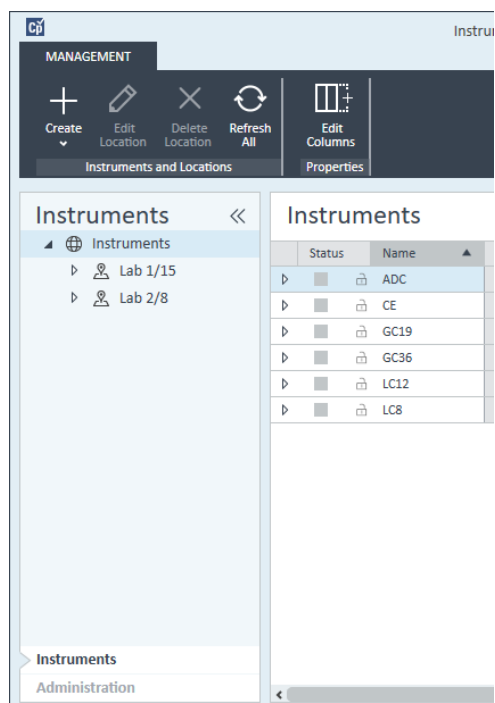 Cp
Instru
MANAGEMENT
Create
Edit Location
Delete Location
Refresh All
Edit Columns
Instruments and Locations
Properties
Instruments
Instruments
Lab 1/15
Lab 2/8
Instruments
Status Name
ADC
CE
GC19
GC36
LC12
LC8
Instruments
Administration